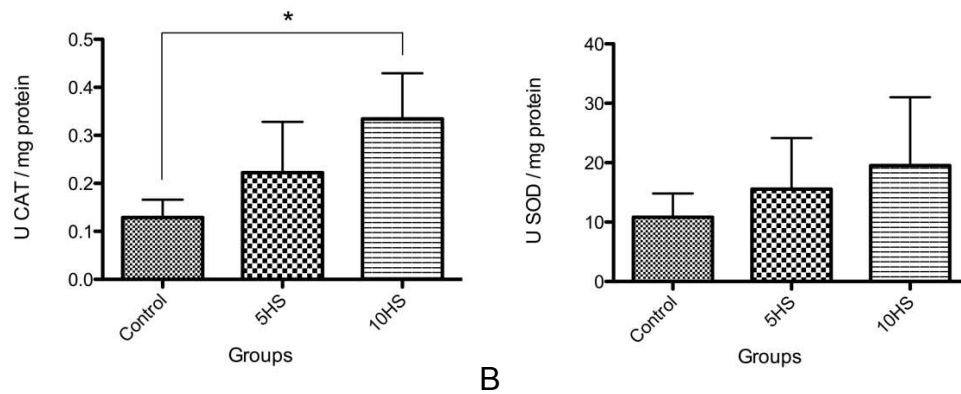 *
U CAT / mg protein
0.5
0.4
0.3
0.2
0.1
0.0
Control
5HS
10HS
Groups
U SOD / mg protein
40
30
20
10
0
Control
5HS
10HS
Groups
B